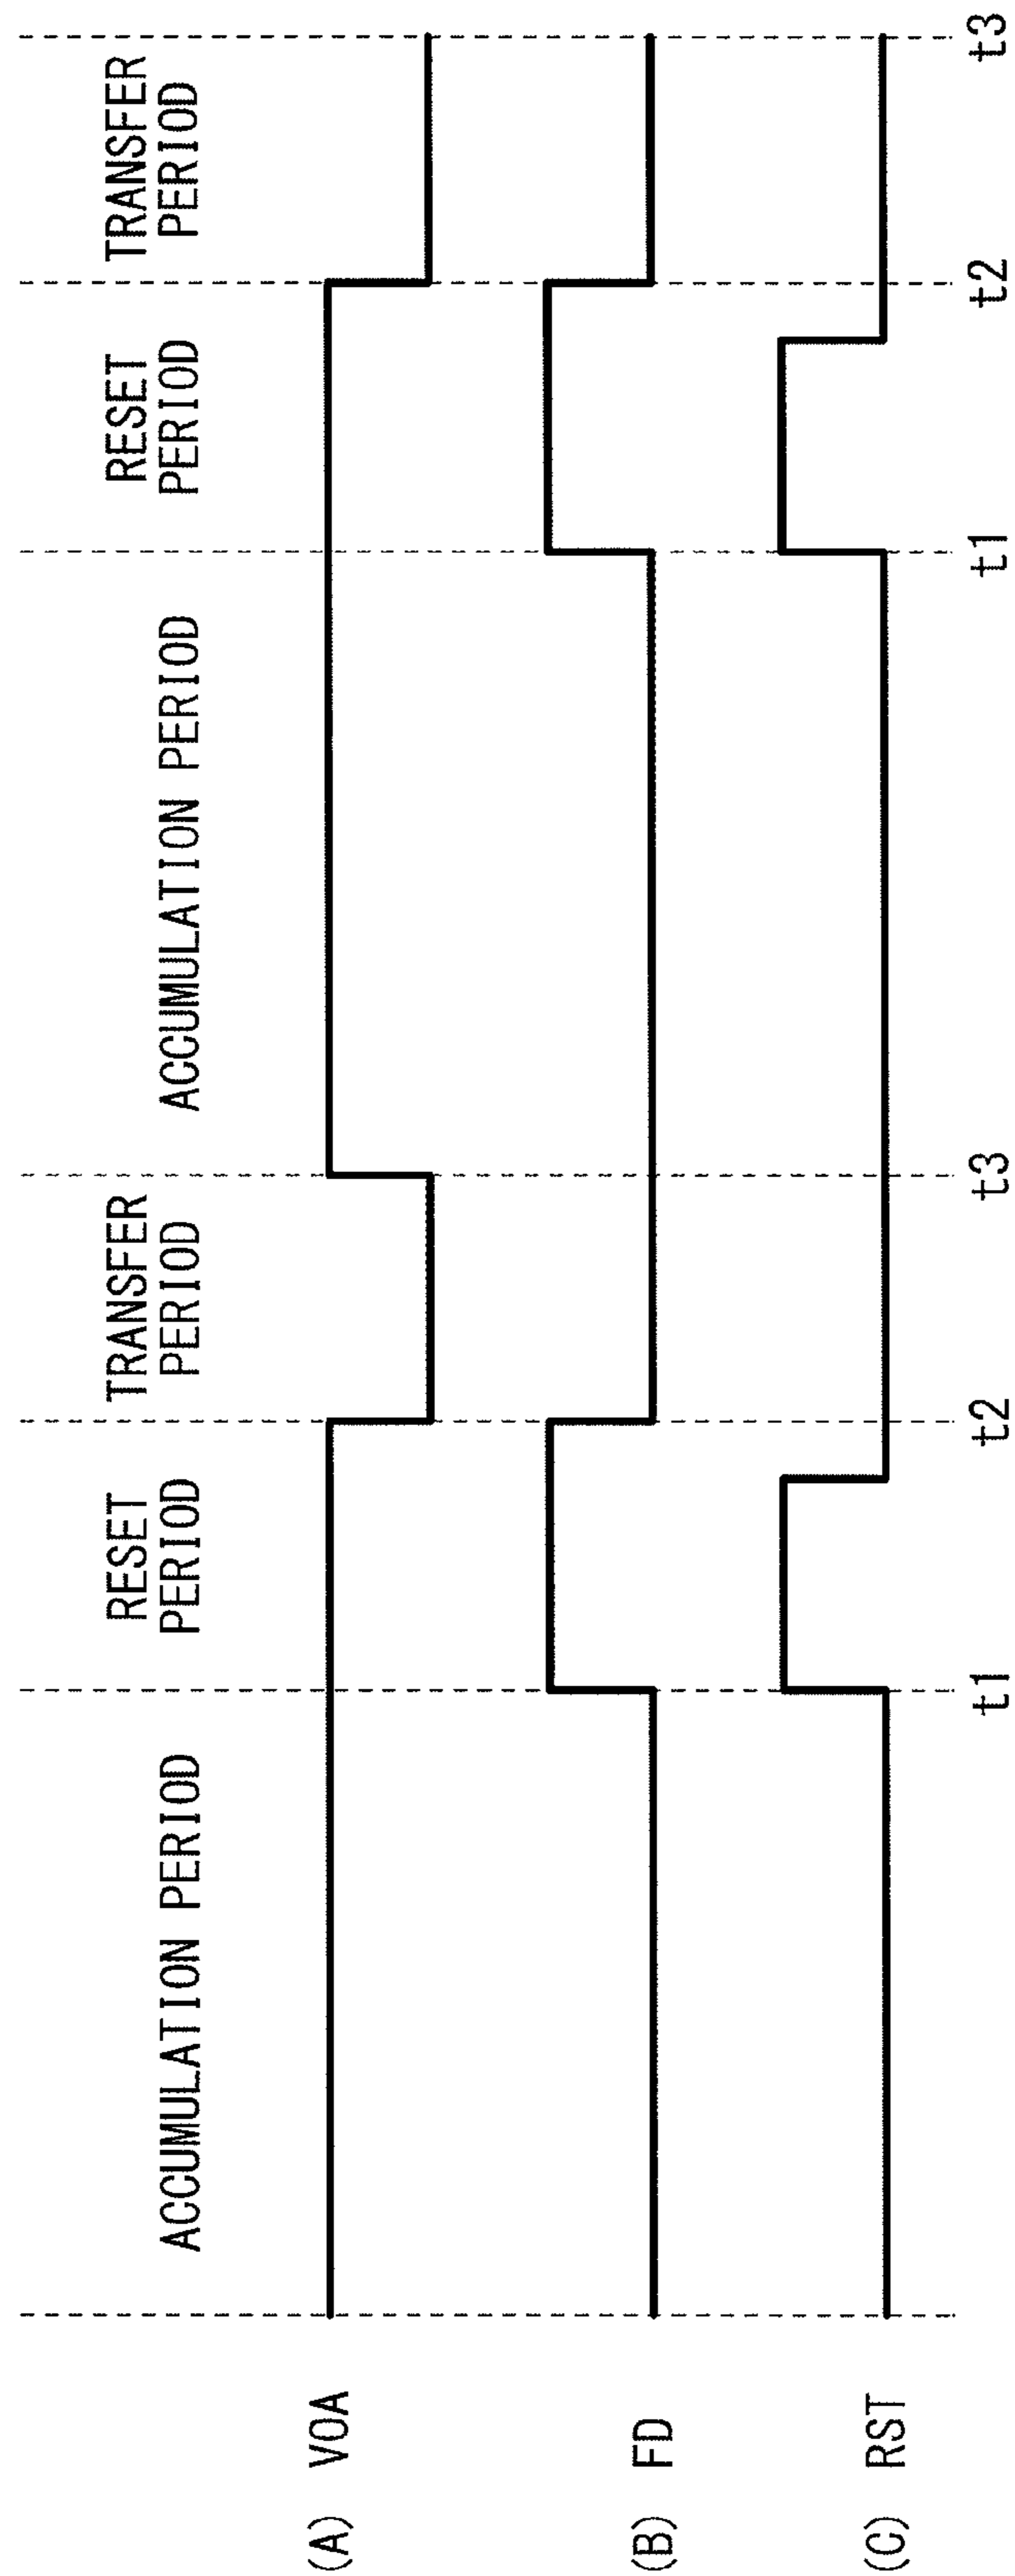 ACCUMULATION PERIOD
RESET
PERIOD
TRANSFER
PERIOD
ACCUMULATION PERIOD
RESET
PERIOD
TRANSFER
PERIOD
(A) VOA
(B) FD
(C) RST
t1 t2 t3 t1 t2 t3